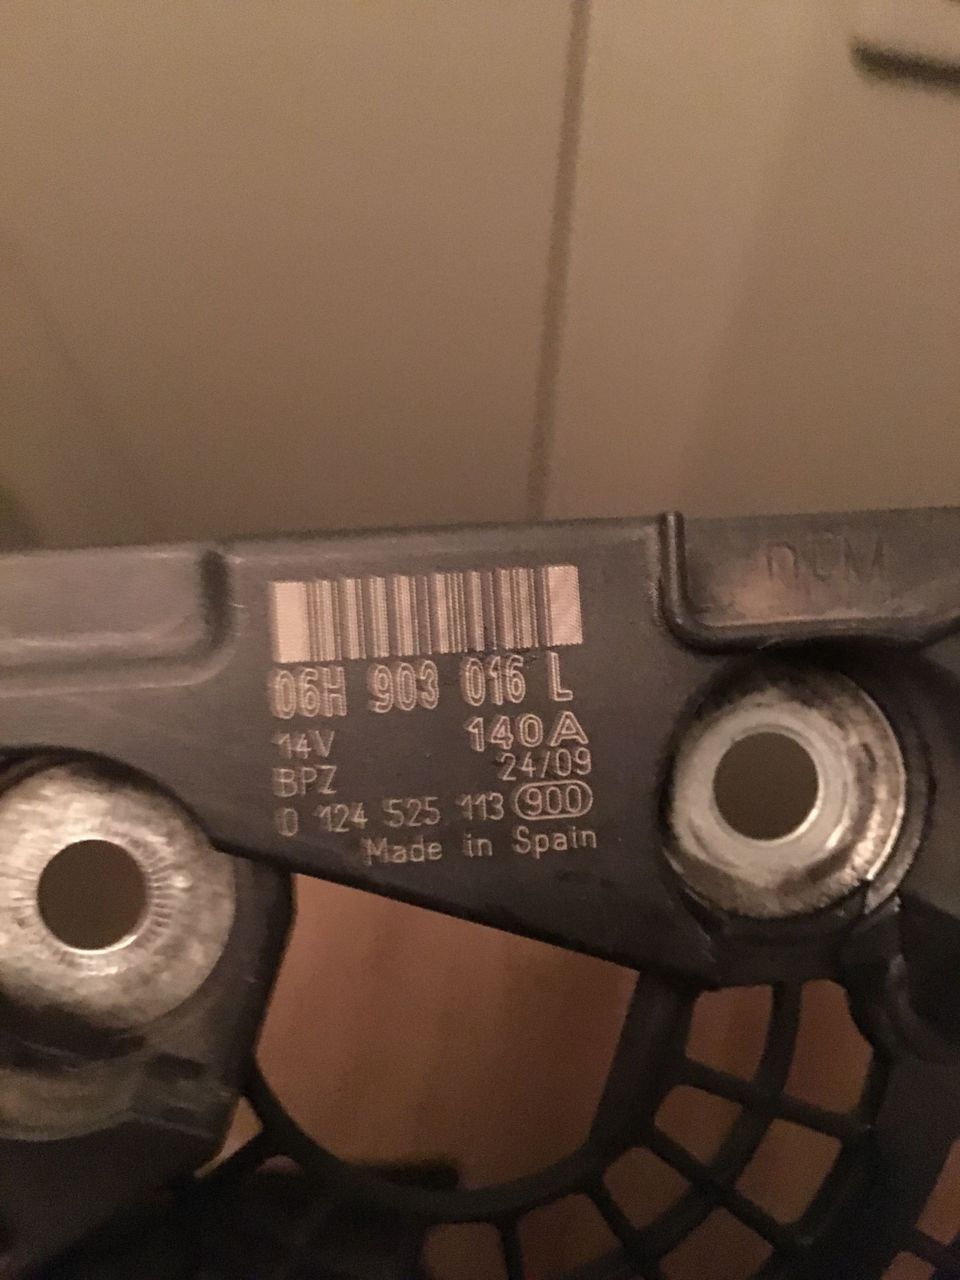 06H 903 016 L
14V 140A
BPZ 24/09
0 124 525 113 900
Made in Spain